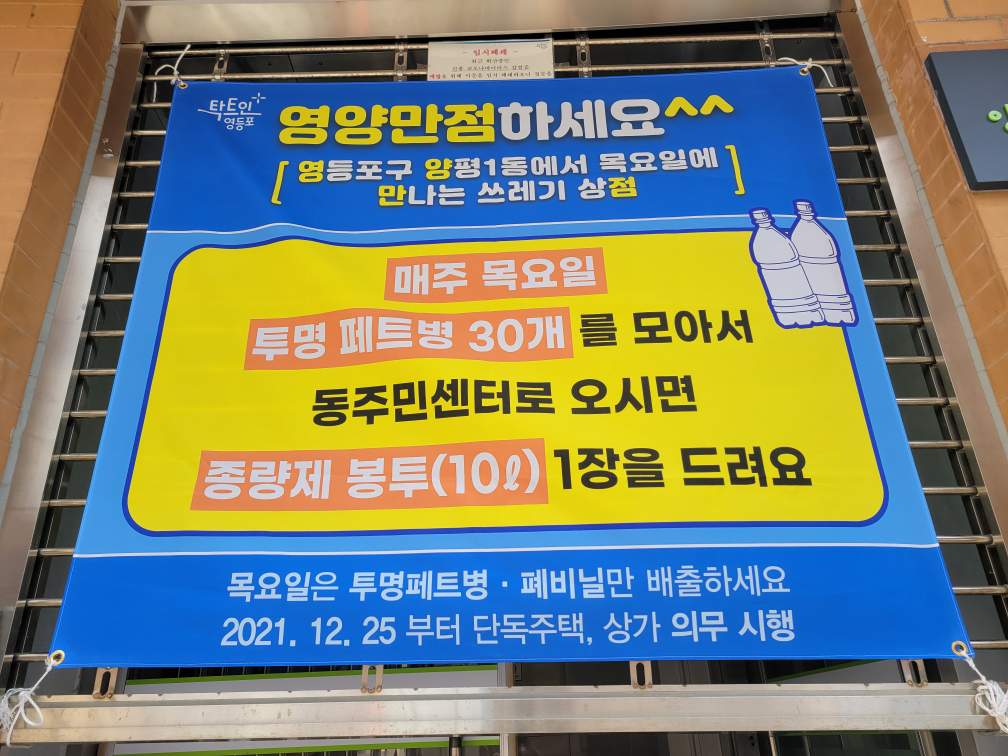 - 임시폐쇄 -
탁트인
영등포
영양만점하세요^^
[영등포구 양평1동에서 목요일에
만나는 쓰레기 상점]
매주 목요일
투명 페트병 30개를 모아서
동주민센터로 오시면
종량제 봉투(10ℓ) 1장을 드려요
목요일은 투명페트병 · 폐비닐만 배출하세요
2021. 12. 25 부터 단독주택, 상가 의무 시행